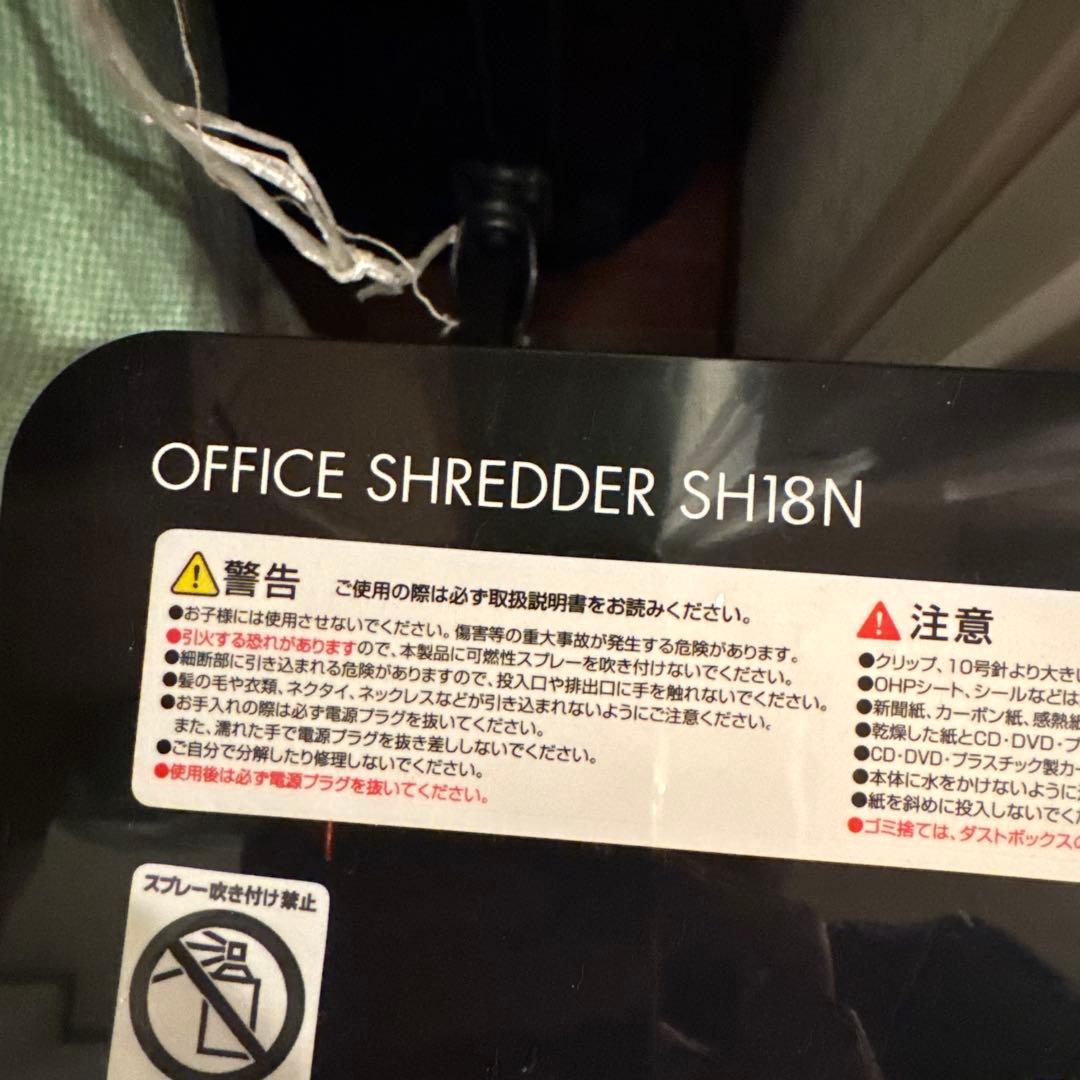 OFFICE SHREDDER SH18N
警告 ご使用の際は必ず取扱説明書をお読みください。
●お子様には使用させないでください。傷害等の重大事故が発生する危険があります。
●引火する恐れがありますので、本製品に可燃性スプレーを吹き付けないでください。
●細断部に引き込まれる危険がありますので、投入口や排出口に手を触れないでください。
●髪の毛や衣類、ネクタイ、ネックレスなどが引き込まれないようにご注意ください。
●お手入れの際は必ず電源プラグを抜いてください。
また、濡れた手で電源プラグを抜き差ししないでください。
●ご自分で分解したり修理しないでください。
●使用後は必ず電源プラグを抜いてください。
注意
●クリップ、10号針より大き
●OHPシート、シールなどは
●新聞紙、カーボン紙、感熱
●乾燥した紙とCD・DVD・プ
●CD・DVD・プラスチック製カー
●本体に水をかけないように
●紙を斜めに投入しないでく
●ゴミ捨ては、ダストボックスの
スプレー吹き付け禁止